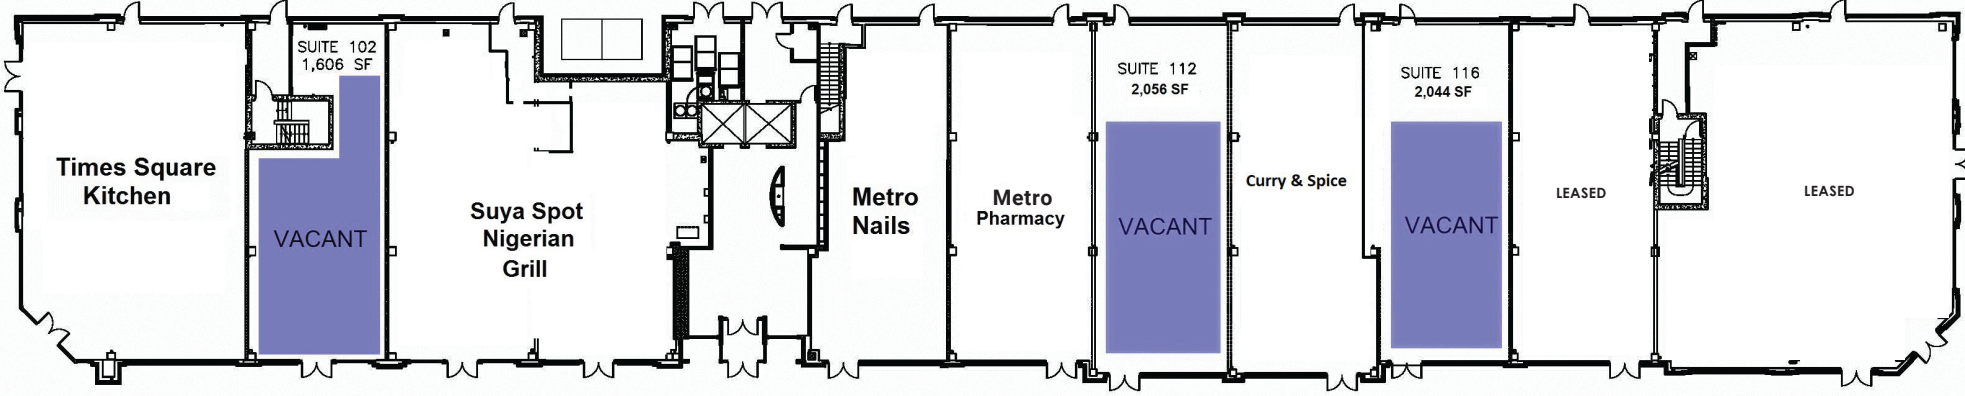 Times Square
Kitchen
SUITE 102
1,606 SF
VACANT
Suya Spot
Nigerian
Grill
Metro
Nails
Metro
Pharmacy
SUITE 112
2,056 SF
VACANT
Curry & Spice
SUITE 116
2,044 SF
VACANT
LEASED
LEASED